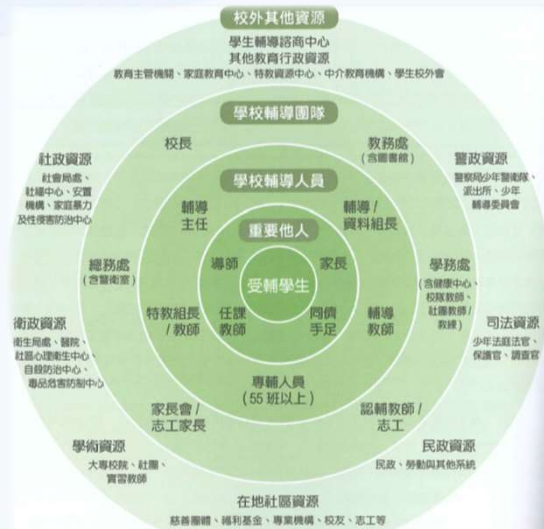 校外其他資源
學生輔導諮商中心
其他教育行政資源
教育主管機關、家庭教育中心、特教資源中心、中介教育機構、學生校外會
學校輔導團隊
校長
教務處
(含圖書館)
社政資源
社會局處、
社福中心、安置
機構、家庭暴力
及性侵害防治中心
警政資源
警察局少年警衛隊、
派出所、少年
輔導委員會
學校輔導人員
輔導
主任
輔導/
資料組長
重要他人
導師
家長
受輔學生
任課
教師
同儕
手足
總務處
(含警衛室)
學務處
(含健康中心、
校隊教師、
社團教師/
教練)
特教組長
/教師
輔導
教師
衛政資源
衛生局處、醫院、
社區心理衛生中心、
自殺防治中心、
毒品危害防制中心
司法資源
少年法庭法官、
保護官、調查官
專輔人員
(55班以上)
家長會/
志工家長
認輔教師/
志工
學術資源
大專校院、社團、
實習教師
民政資源
民政、勞動與其他系統
在地社區資源
慈善團體、福利基金、專業機構、校友、志工等